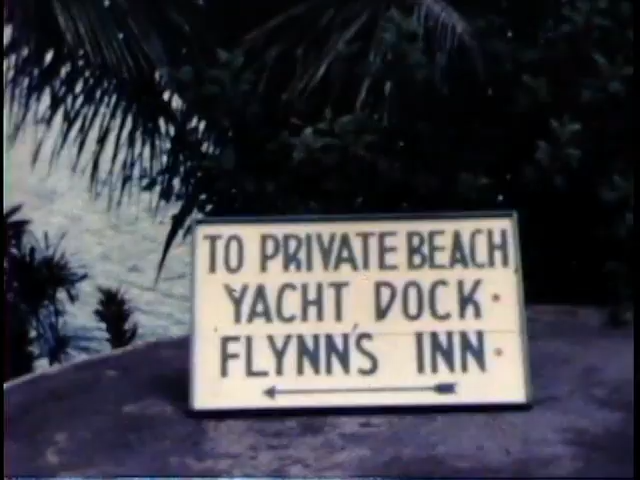 TO PRIVATE BEACH
YACHT DOCK.
FLYNN'S INN.